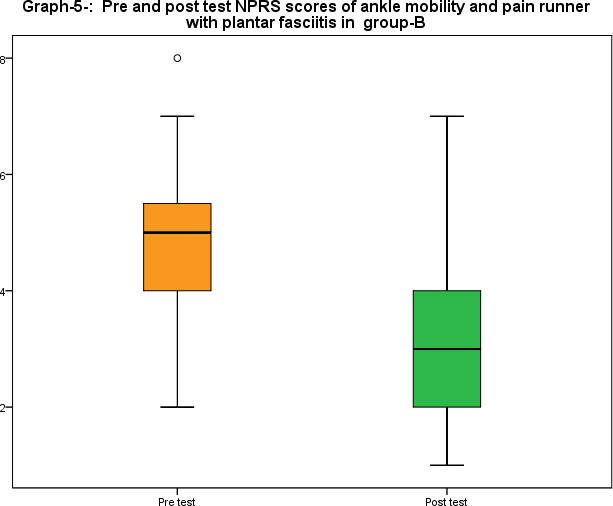 Graph-5-: Pre and post test NPRS scores of ankle mobility and pain runner
with plantar fasciitis in group-B
8
6
4
2
Pre test
Post test